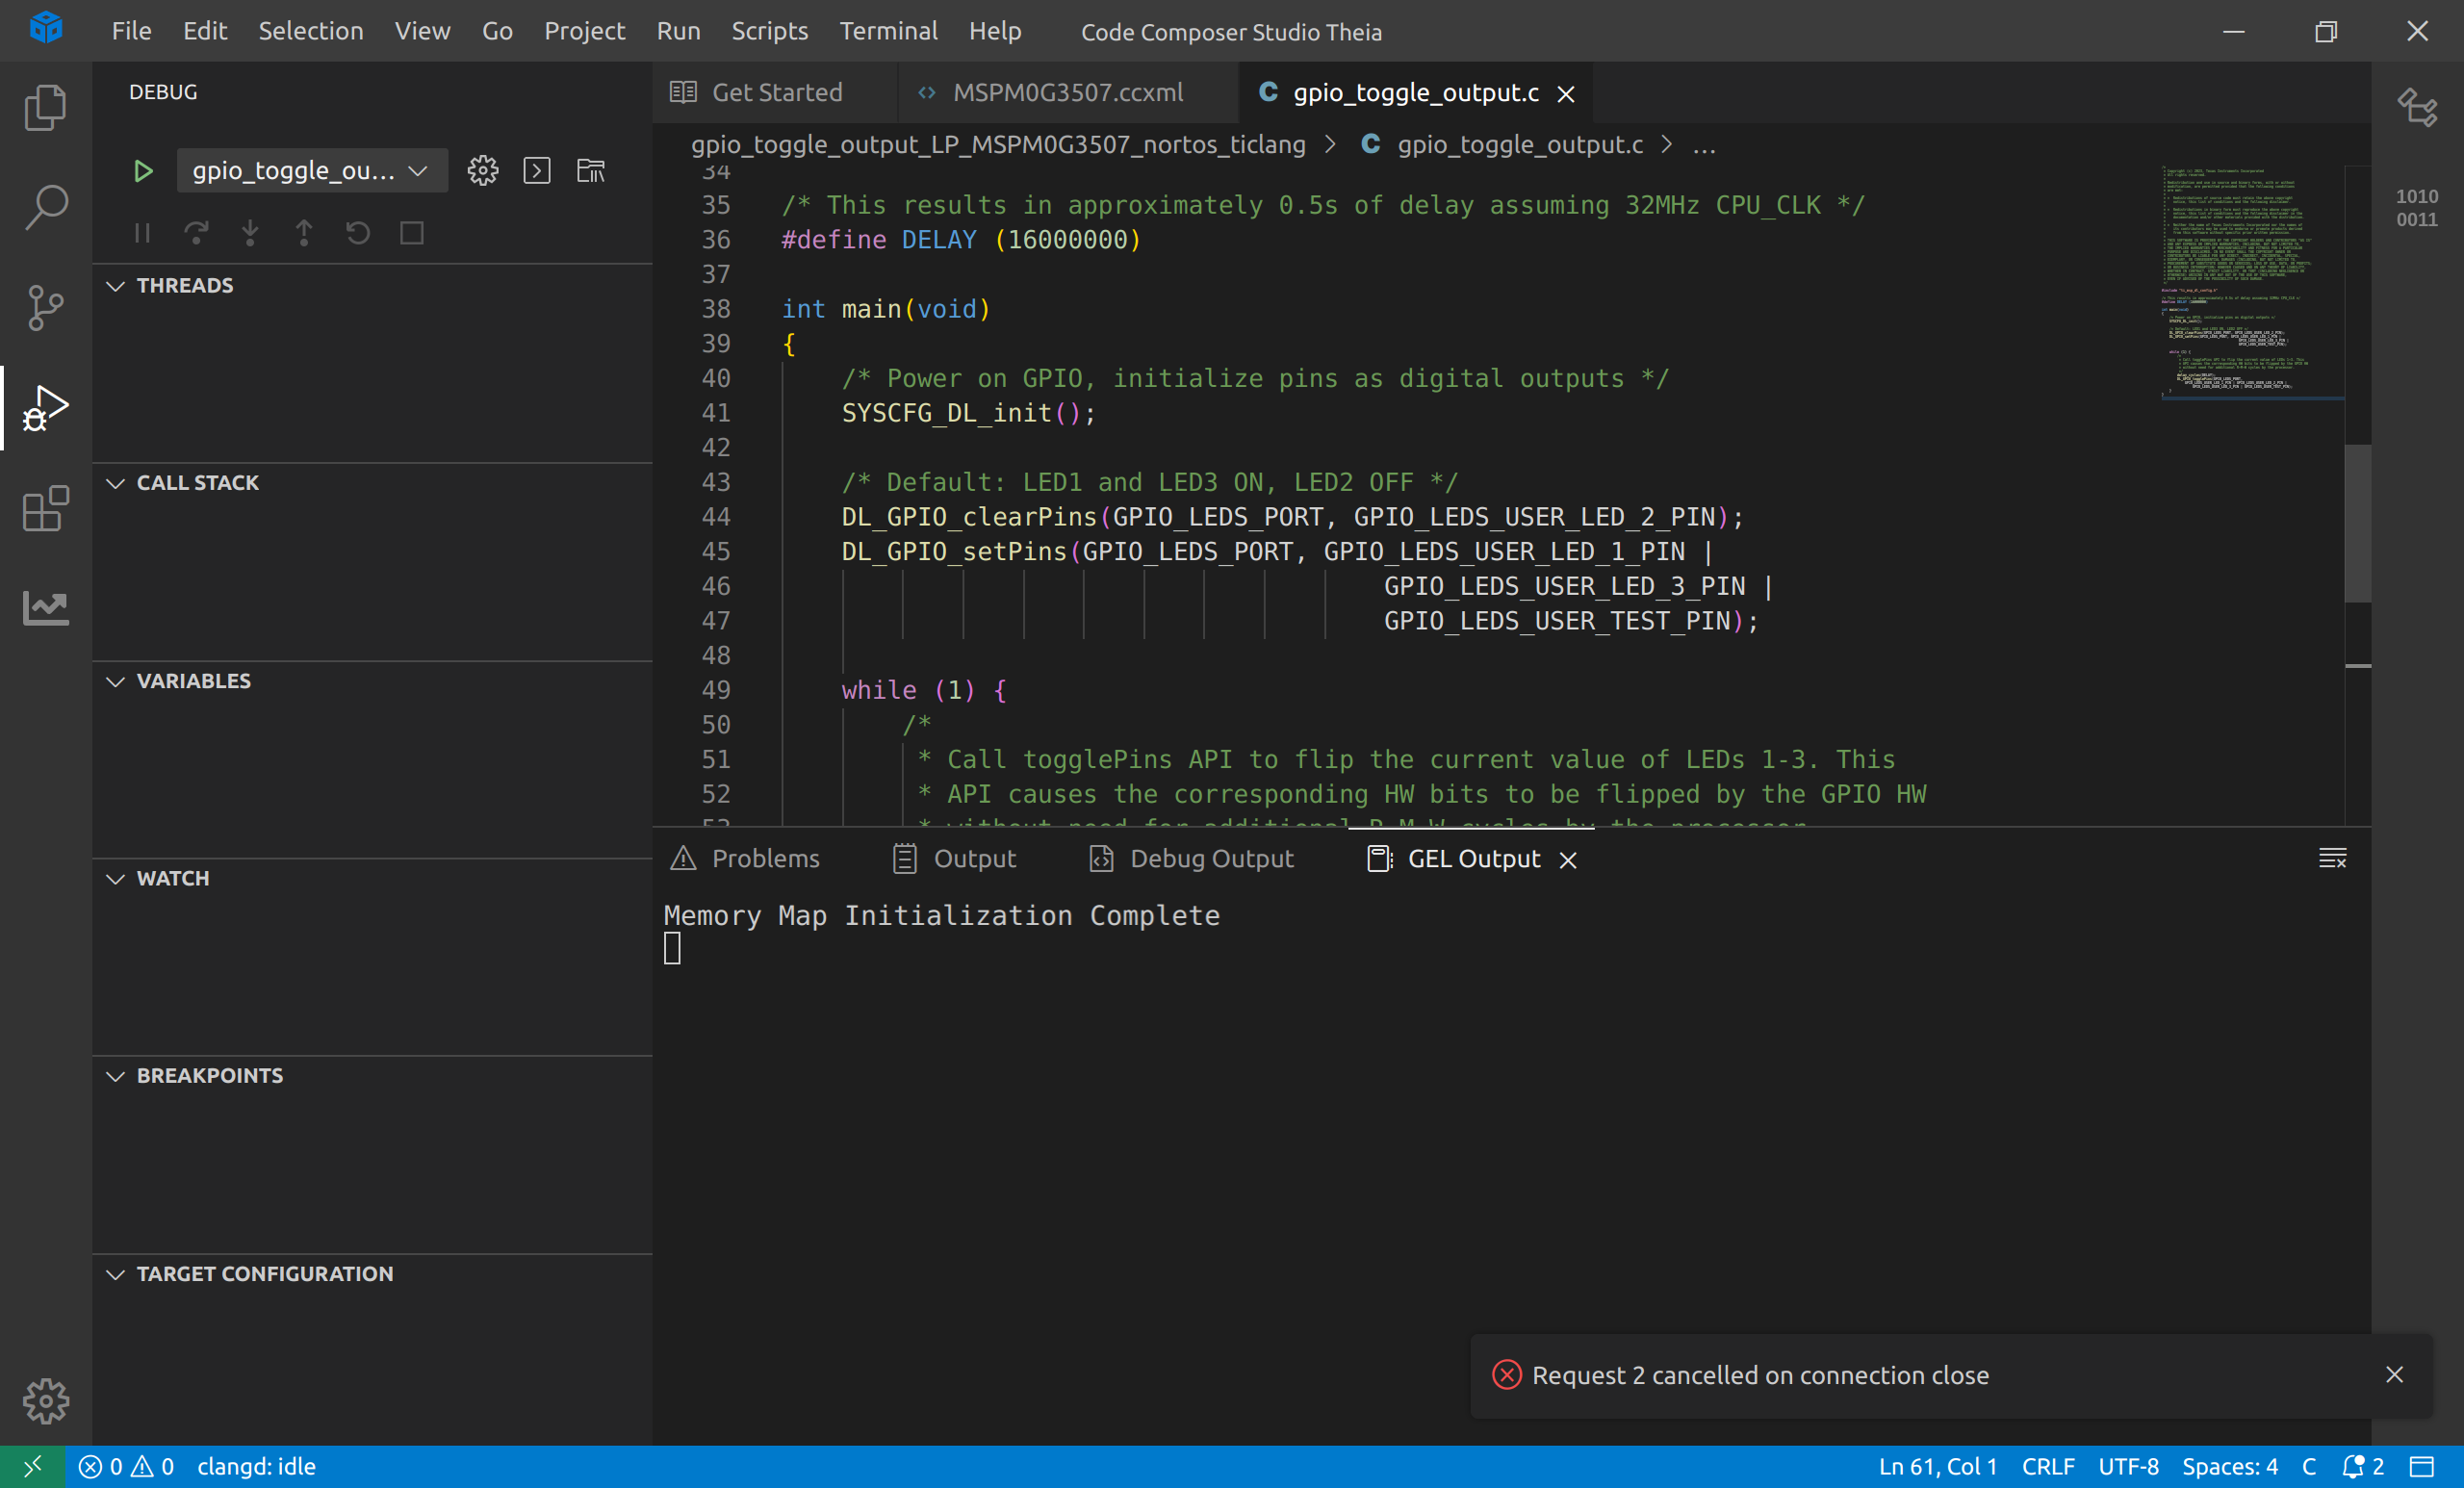 File Edit Selection View Go Project Run Scripts Terminal Help Code Composer Studio Theia
DEBUG
gpio_toggle_ou...
THREADS
CALL STACK
VARIABLES
WATCH
BREAKPOINTS
TARGET CONFIGURATION
Get Started MSPM0G3507.ccxml C gpio_toggle_output.c
gpio_toggle_output_LP_MSPM0G3507_nortos_ticlang > C gpio_toggle_output.c > ...
34
35 /* This results in approximately 0.5s of delay assuming 32MHz CPU_CLK */
36 #define DELAY (16000000)
37
38 int main(void)
39 {
40 /* Power on GPIO, initialize pins as digital outputs */
41 SYSCFG_DL_init();
42
43 /* Default: LED1 and LED3 ON, LED2 OFF */
44 DL_GPIO_clearPins(GPIO_LEDS_PORT, GPIO_LEDS_USER_LED_2_PIN);
45 DL_GPIO_setPins(GPIO_LEDS_PORT, GPIO_LEDS_USER_LED_1_PIN |
46 GPIO_LEDS_USER_LED_3_PIN |
47 GPIO_LEDS_USER_TEST_PIN);
48
49 while (1) {
50 /*
51 * Call togglePins API to flip the current value of LEDs 1-3. This
52 * API causes the corresponding HW bits to be flipped by the GPIO HW
53 * without need for additional R-M-W cycles by the processor
1010
0011
Problems Output Debug Output GEL Output
Memory Map Initialization Complete
Request 2 cancelled on connection close
0 0 clangd: idle Ln 61, Col 1 CRLF UTF-8 Spaces: 4 C 2